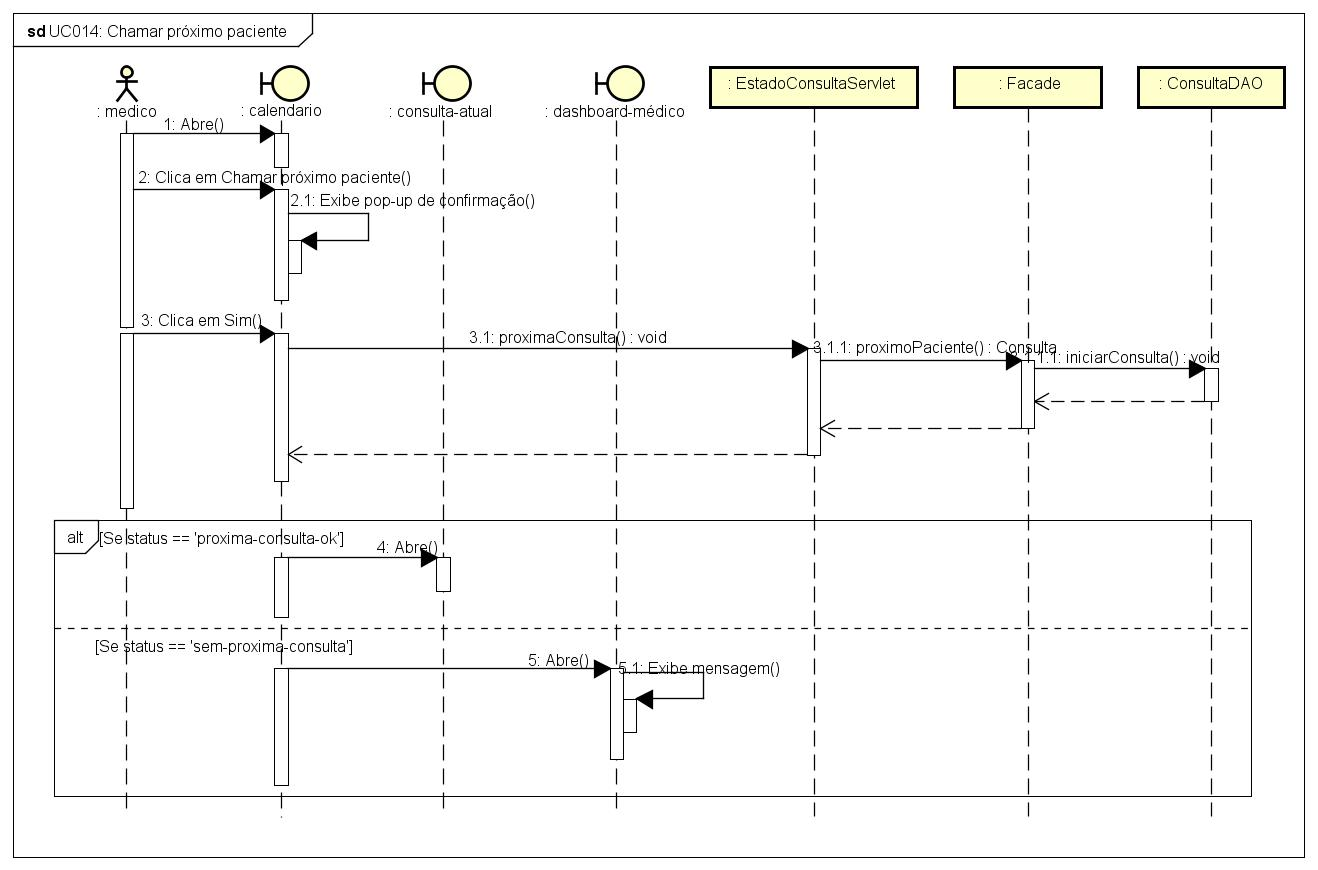 sd UC014: Chamar próximo paciente
: medico
: calendario
: consulta-atual
: dashboard-médico
: EstadoConsultaServlet
: Facade
: ConsultaDAO
1: Abre()
2: Clica em Chamar próximo paciente()
2.1: Exibe pop-up de confirmação()
3: Clica em Sim()
3.1: proximaConsulta() : void
3.1.1: proximoPaciente() : Consulta
1.1: iniciarConsulta() : void
alt
[Se status == 'proxima-consulta-ok']
4: Abre()
[Se status == 'sem-proxima-consulta']
5: Abre()
5.1: Exibe mensagem()